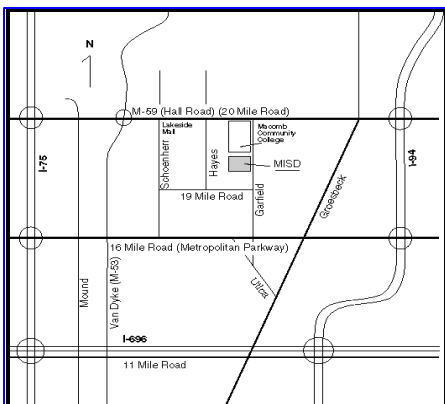 N
M-59 (Hall Road) (20 Mile Road)
Lakeside
Mall
Macomb
Community
College
I-75
Schoenherr
Hayes
MISD
I-94
19 Mile Road
Garfield
Groesbeck
16 Mile Road (Metropolitan Parkway)
Utica
Mound
Van Dyke (M-53)
I-696
11 Mile Road